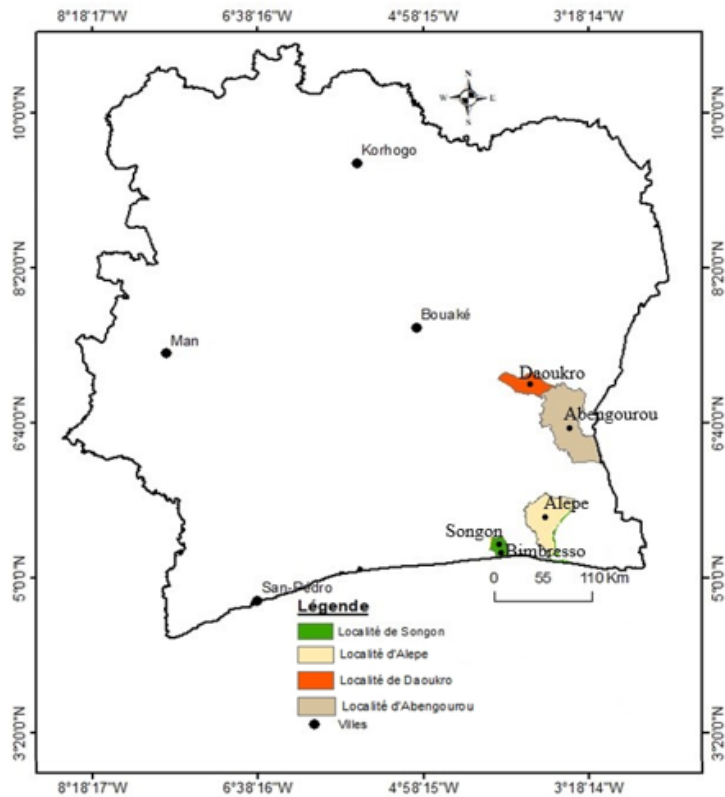 8°18'17"W 6°38'16"W 4°58'15"W 3°18'14"W
10°0'0"N 10°0'0"N
N
W E
S
Korhogo
8°20'0"N 8°20'0"N
Bouaké
Man
Daoukro
Abengourou
6°40'0"N 6°40'0"N
Alepe
Songon
Bimbresso
0 55 110 Km
5°0'0"N 5°0'0"N
San-Pédro
Légende
Localité de Songon
Localité d'Alepe
Localité de Daoukro
Localité d'Abengourou
Villes
3°20'0"N 3°20'0"N
8°18'17"W 6°38'16"W 4°58'15"W 3°18'14"W